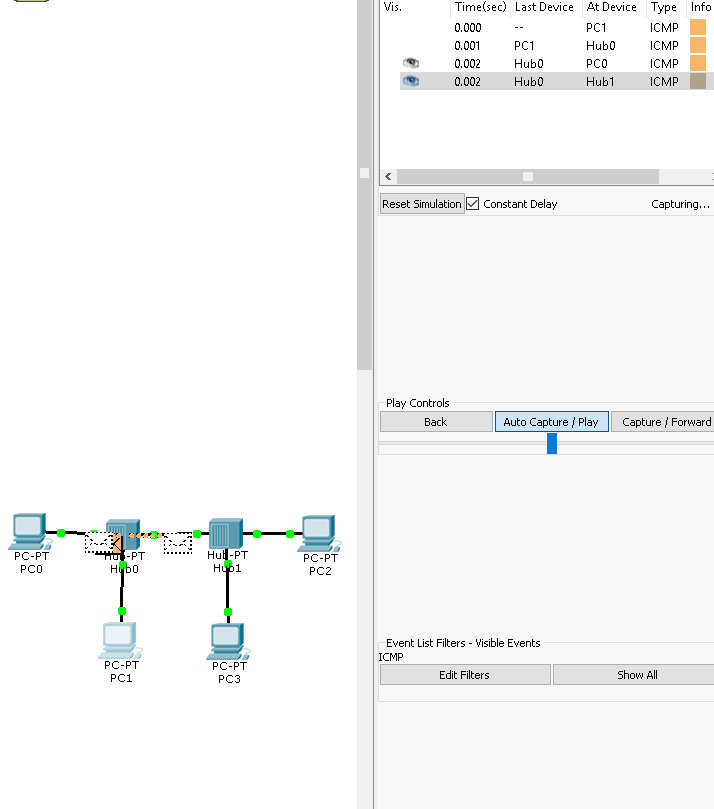 Vis. Time(sec) Last Device At Device Type Info
0.000 -- PC1 ICMP
0.001 PC1 Hub0 ICMP
0.002 Hub0 PC0 ICMP
0.002 Hub0 Hub1 ICMP
Reset Simulation Constant Delay Capturing...
Play Controls
Back Auto Capture / Play Capture / Forward
PC-PT
PC0
Hub-PT
Hub0
Hub-PT
Hub1
PC-PT
PC2
PC-PT
PC1
PC-PT
PC3
Event List Filters - Visible Events
ICMP
Edit Filters Show All